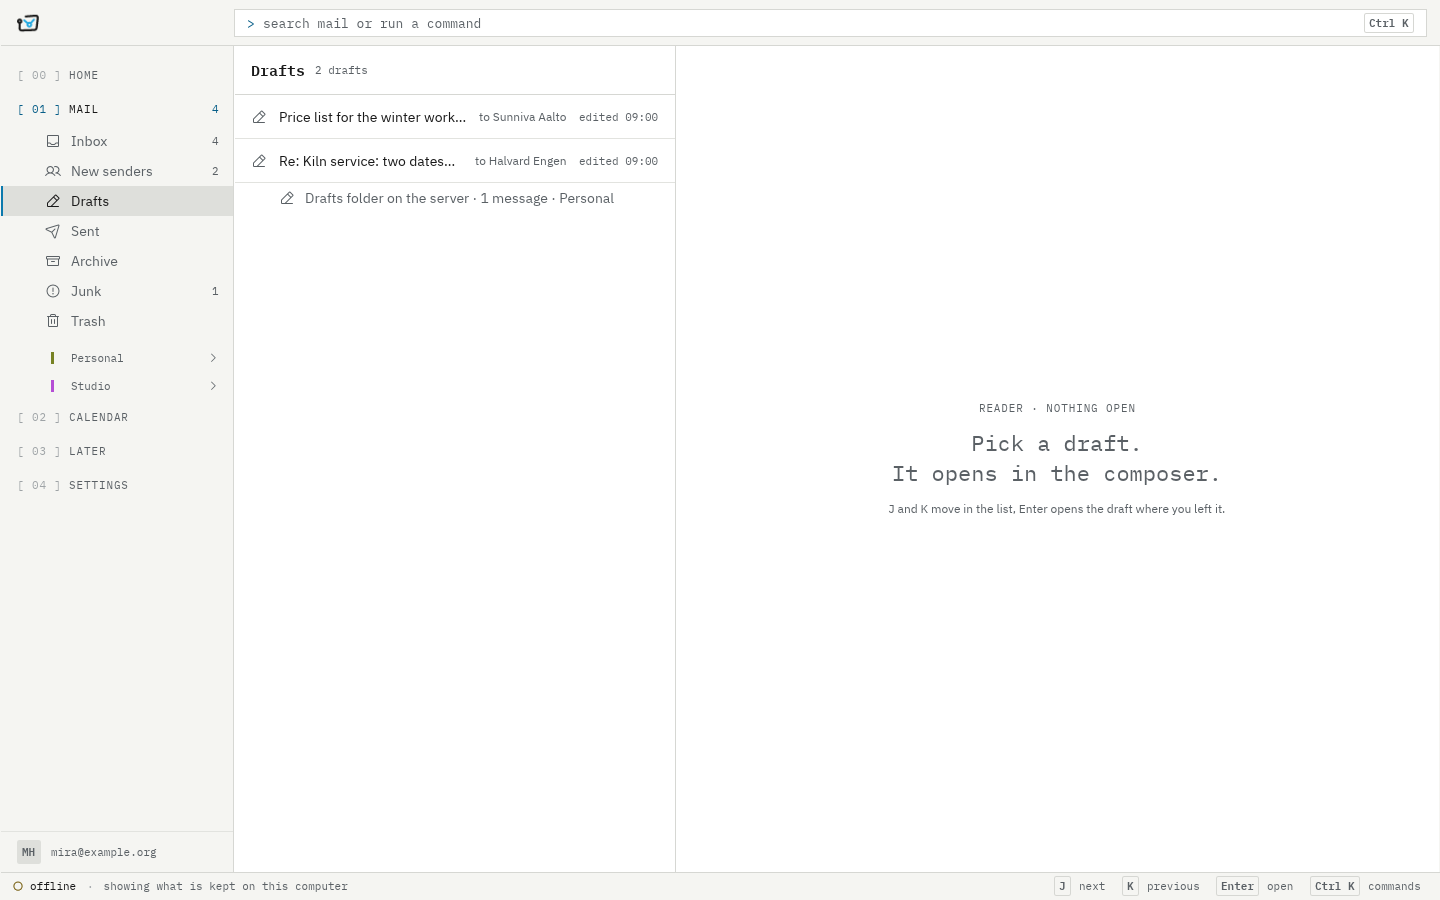 > search mail or run a command Ctrl K
[ 00 ] HOME
[ 01 ] MAIL 4
Inbox 4
New senders 2
Drafts
Sent
Archive
Junk 1
Trash
Personal
Studio
[ 02 ] CALENDAR
[ 03 ] LATER
[ 04 ] SETTINGS
MH mira@example.org
Drafts 2 drafts
Price list for the winter work… to Sunniva Aalto edited 09:00
Re: Kiln service: two dates… to Halvard Engen edited 09:00
Drafts folder on the server · 1 message · Personal
READER · NOTHING OPEN
Pick a draft.
It opens in the composer.
J and K move in the list, Enter opens the draft where you left it.
offline · showing what is kept on this computer
J next K previous Enter open Ctrl K commands